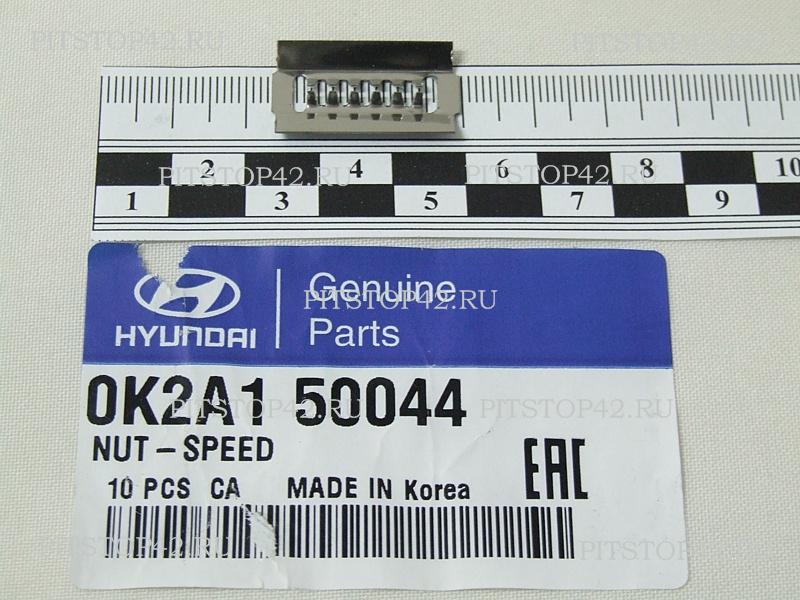 PITSTOP42.RU PITSTOP42.RU
2 4 6 8 10
PITSTOP42.RU PITSTOP42.RU
1 3 5 7 9
Genuine
PITSTOP42.RU
HYUNDAI Parts
0K2A1 50044
PITSTOP42.RU PITSTOP42.RU
NUT-SPEED
EAC
10 PCS CA MADE IN Korea
PITSTOP42.RU PITSTOP42.RU